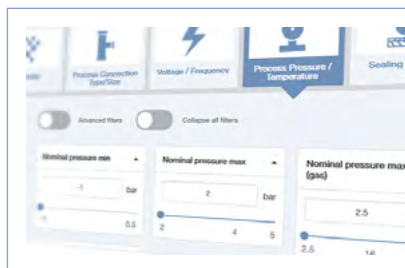 Process Connection
Type/Size
Voltage / Frequency
Process Pressure /
Temperature
Sealing
Advanced filters
Collapse all filters
Nominal pressure min
-1
bar
-1
0.5
Nominal pressure max
2
bar
2
4
5
Nominal pressure max
(gas)
2.5
2.5
16